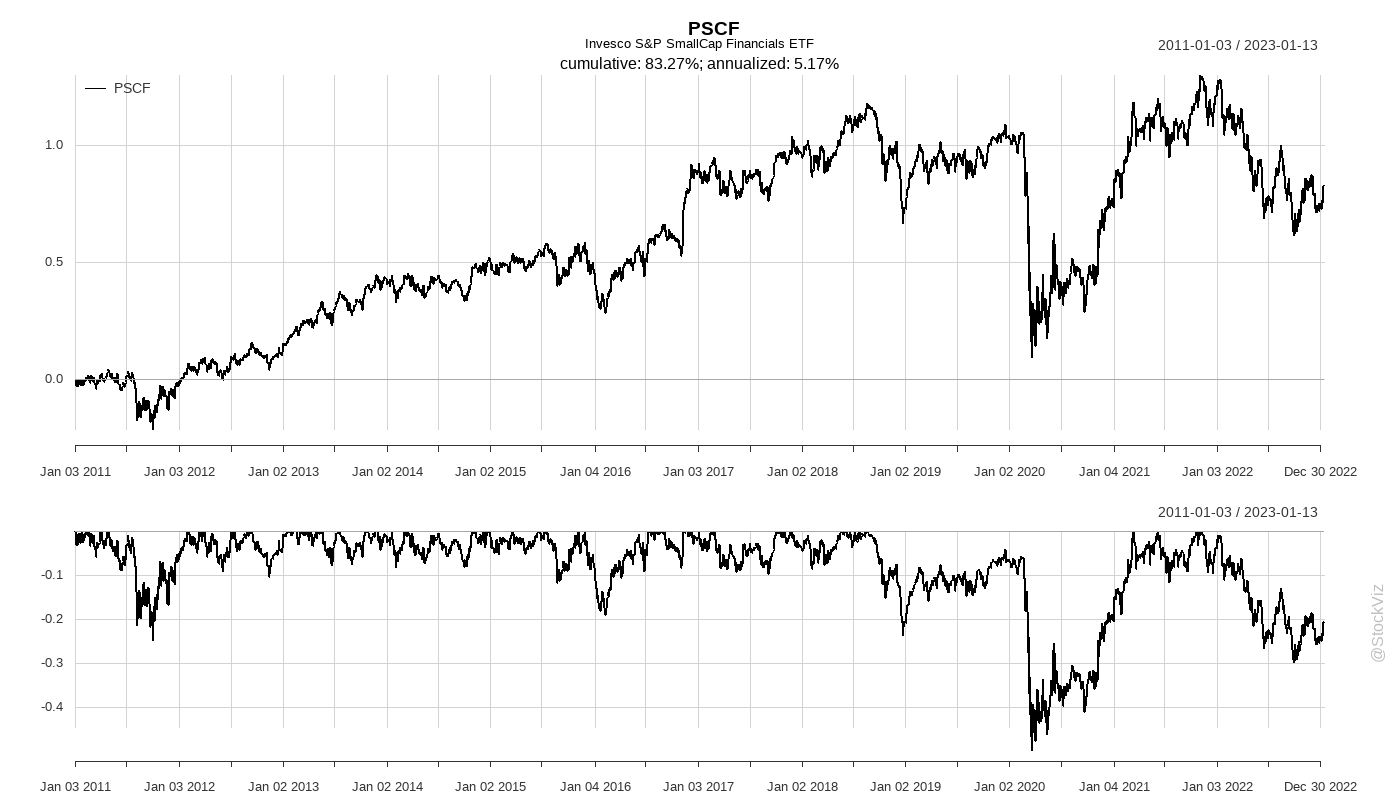 PSCF
Invesco S&P SmallCap Financials ETF
cumulative: 83.27%; annualized: 5.17%
2011-01-03 / 2023-01-13
PSCF
1.0
0.5
0.0
Jan 03 2011 Jan 03 2012 Jan 02 2013 Jan 02 2014 Jan 02 2015 Jan 04 2016 Jan 03 2017 Jan 02 2018 Jan 02 2019 Jan 02 2020 Jan 04 2021 Jan 03 2022 Dec 30 2022
2011-01-03 / 2023-01-13
-0.1
-0.2
-0.3
-0.4
Jan 03 2011 Jan 03 2012 Jan 02 2013 Jan 02 2014 Jan 02 2015 Jan 04 2016 Jan 03 2017 Jan 02 2018 Jan 02 2019 Jan 02 2020 Jan 04 2021 Jan 03 2022 Dec 30 2022
@StockViz